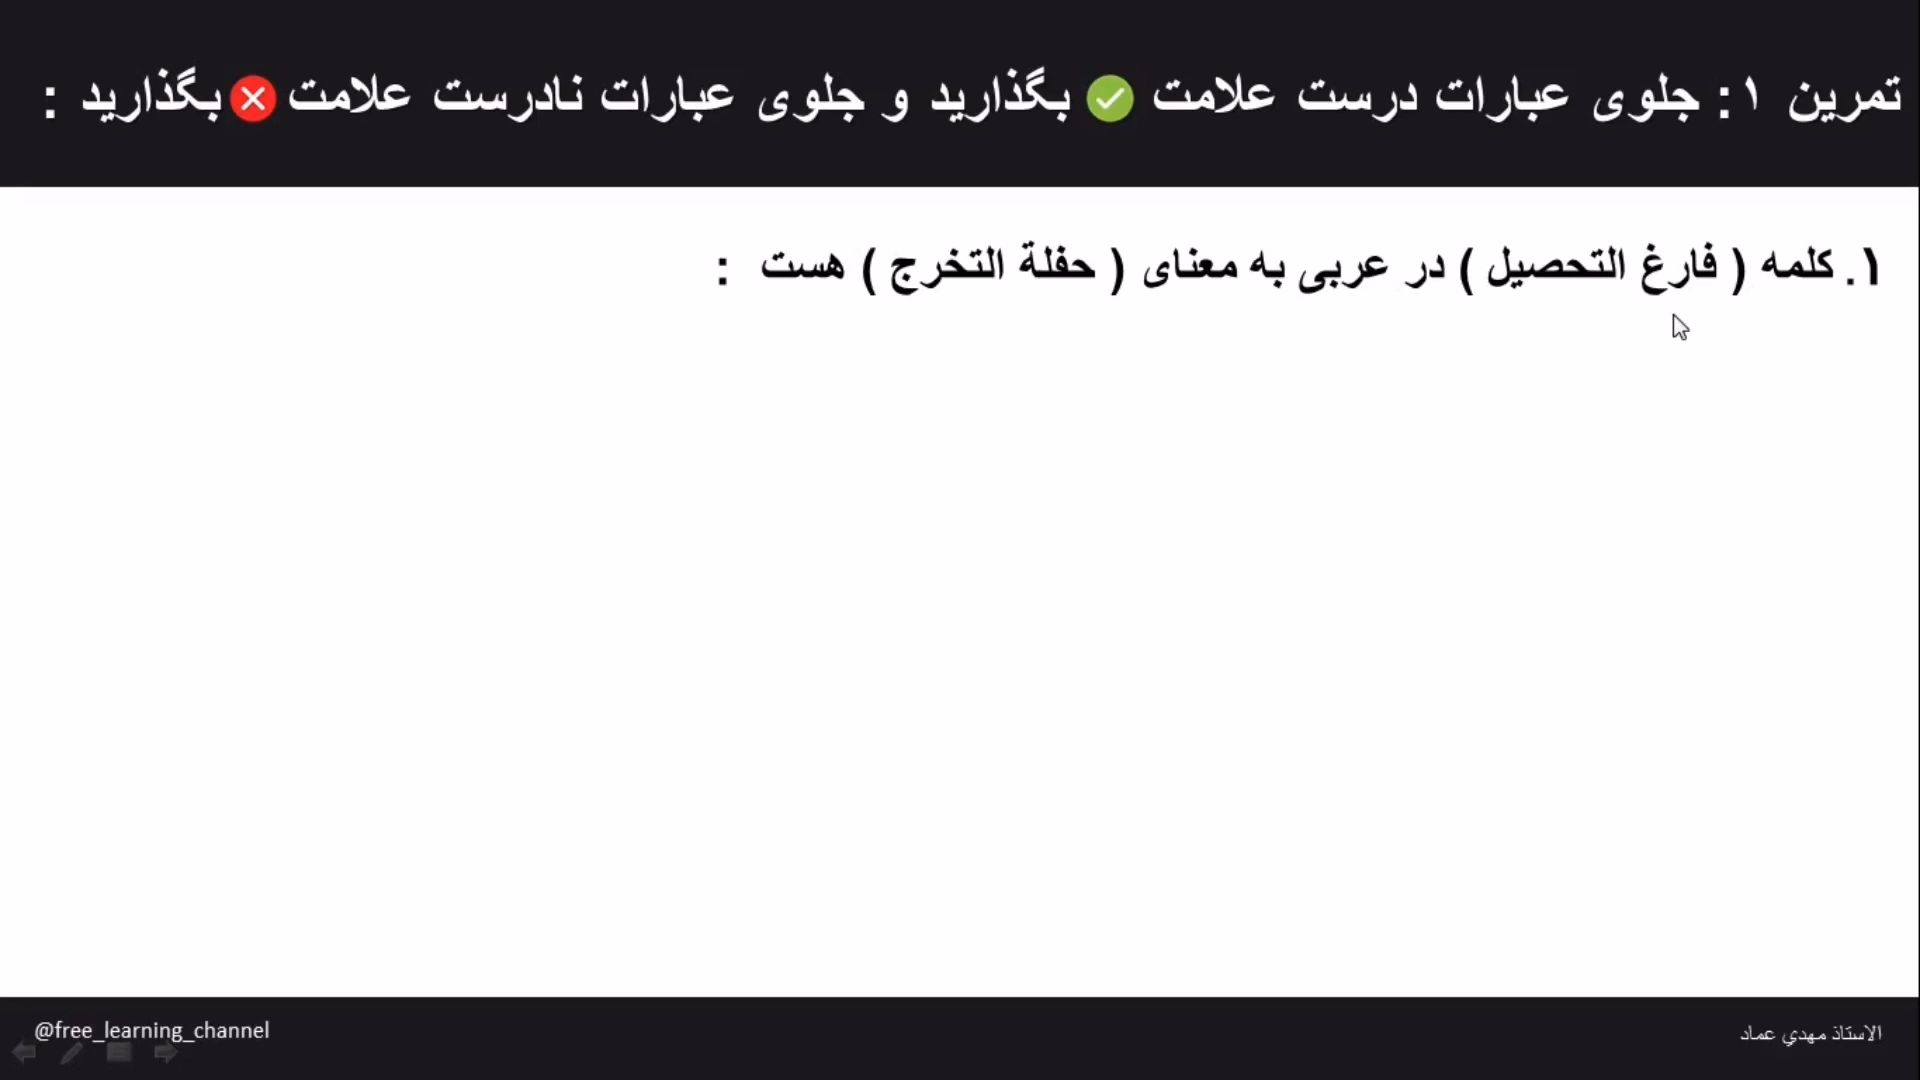 تمرین ۱: جلوی عبارات درست علامت ✅ بگذارید و جلوی عبارات نادرست علامت ❌ بگذارید :
۱. کلمه ( فارغ التحصیل ) در عربی به معنای ( حفلة التخرج ) هست :
@free_learning_channel
الاستاذ مهدي عماد